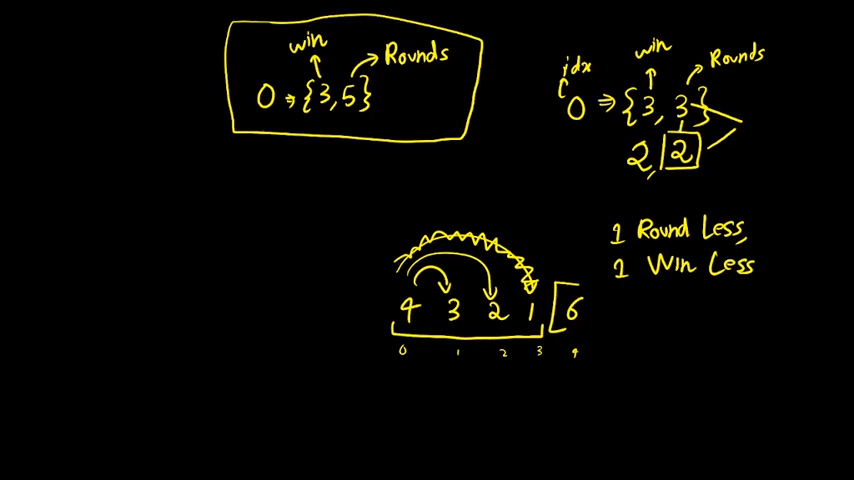 win
Rounds
0 ⇒ {3,5}
idx
win
Rounds
0 ⇒ {3, 3}
2, 2
1 Round Less,
1 Win Less
4 3 2 1 [6
0 1 2 3 4